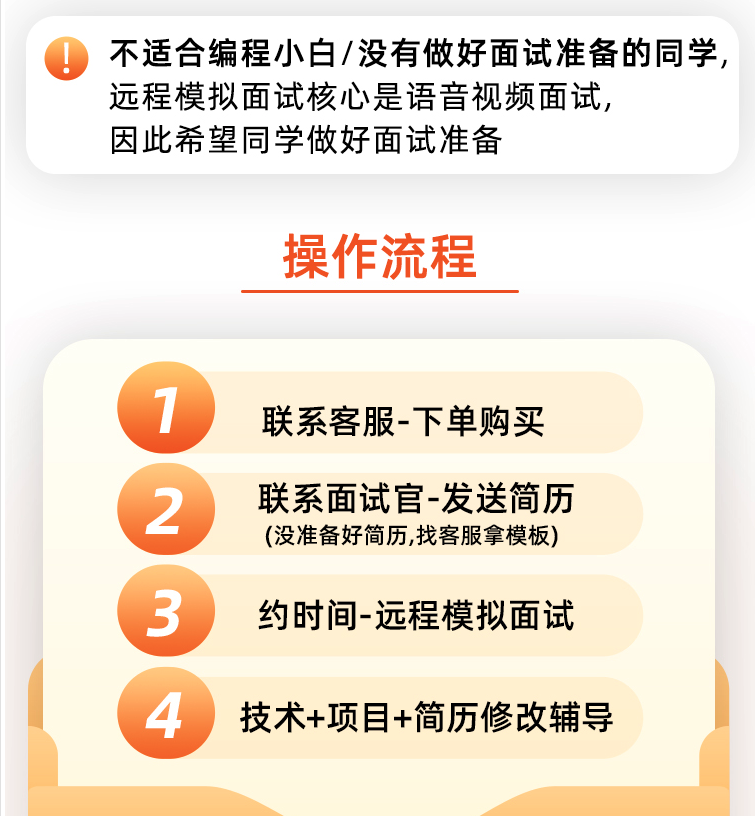 !
不适合编程小白/没有做好面试准备的同学,
远程模拟面试核心是语音视频面试,
因此希望同学做好面试准备
操作流程
1
联系客服-下单购买
2
联系面试官-发送简历
(没准备好简历,找客服拿模板)
3
约时间-远程模拟面试
4
技术+项目+简历修改辅导